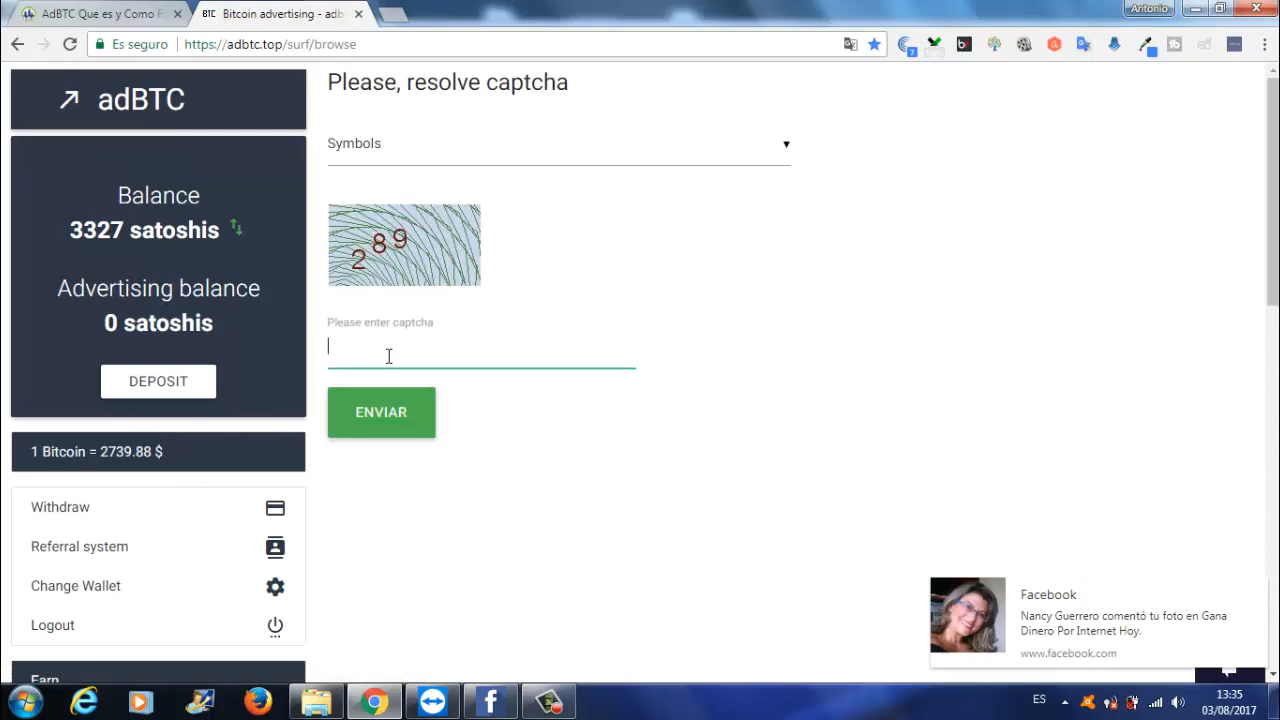 AdBTC Que es y Como F
BTC Bitcoin advertising - adb
Antonio
Es seguro
https://adbtc.top/surf/browse
7
adBTC
Balance
3327 satoshis
Advertising balance
0 satoshis
DEPOSIT
1 Bitcoin = 2739.88 $
Withdraw
Referral system
Change Wallet
Logout
Earn
Please, resolve captcha
Symbols
289
Please enter captcha
ENVIAR
Facebook
Nancy Guerrero comentó tu foto en Gana
Dinero Por Internet Hoy.
www.facebook.com
ES
13:35
03/08/2017